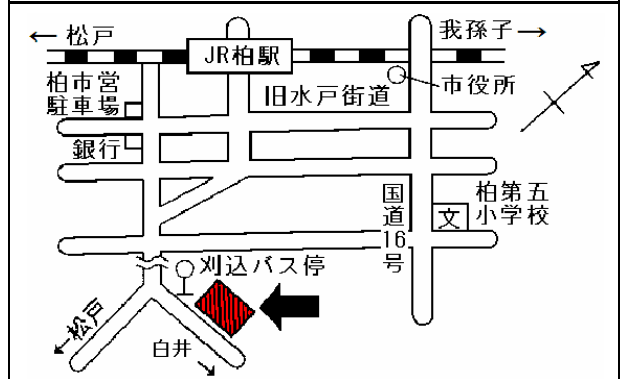 ← 松戸
我孫子 →
JR柏駅
柏市営
駐車場
旧水戸街道
市役所
銀行
国道16号
文
柏第五
小学校
刈込バス停
松戸
白井